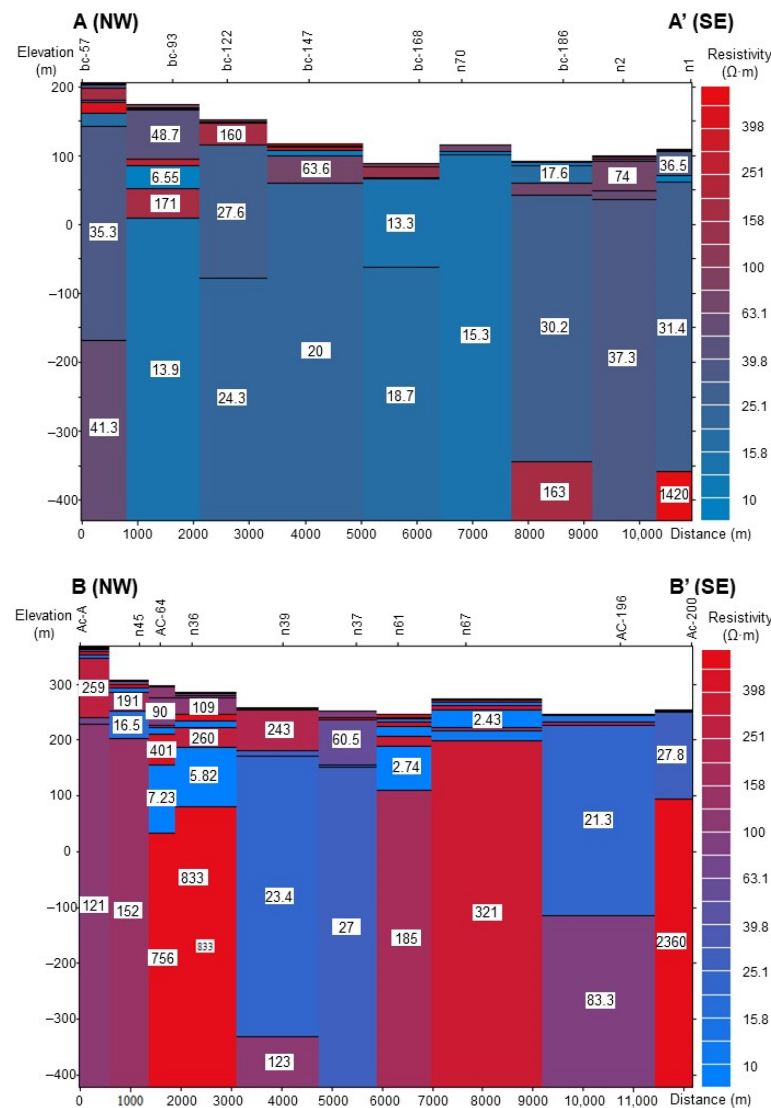 A (NW) A' (SE)
Elevation (m) bc-57 bc-93 bc-122 bc-147 bc-168 n70 bc-186 n2 n1 Resistivity (Ω·m)
200
100
0
−100
−200
−300
−400
48.7 160 36.5
6.55 63.6 17.6 74
171
35.3 27.6 13.3
30.2 31.4
15.3
13.9 20 37.3
24.3 18.7
41.3
163 1420
398
251
158
100
63.1
39.8
25.1
15.8
10
0 1000 2000 3000 4000 5000 6000 7000 8000 9000 10,000 Distance (m)
B (NW) B' (SE)
Elevation (m) Ac-A n45 AC-64 n36 n39 n37 n61 n67 AC-196 Ac-200 Resistivity (Ω·m)
300
200
100
0
−100
−200
−300
−400
259 191 90 109
16.5 243 60.5 2.43
401 260 27.8
5.82 2.74
7.23
21.3
833
121 152 23.4
27 185 321
756 833 2360
83.3
123
398
251
158
100
63.1
39.8
25.1
15.8
10
0 1000 2000 3000 4000 5000 6000 7000 8000 9000 10,000 11,000 12,000 Distance (m)